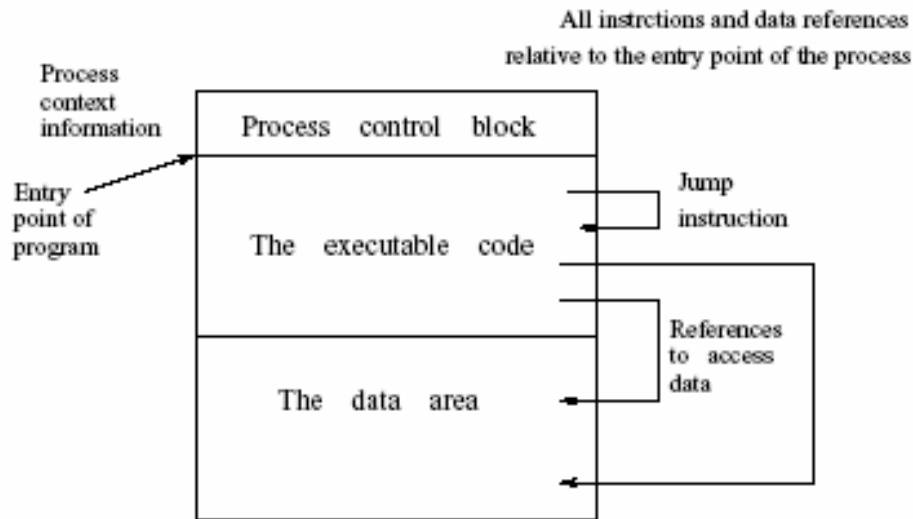 All instrctions and data references
relative to the entry point of the process
Process
context
information
Process control block
Entry
point of
program
Jump
instruction
The executable code
References
to access
data
The data area